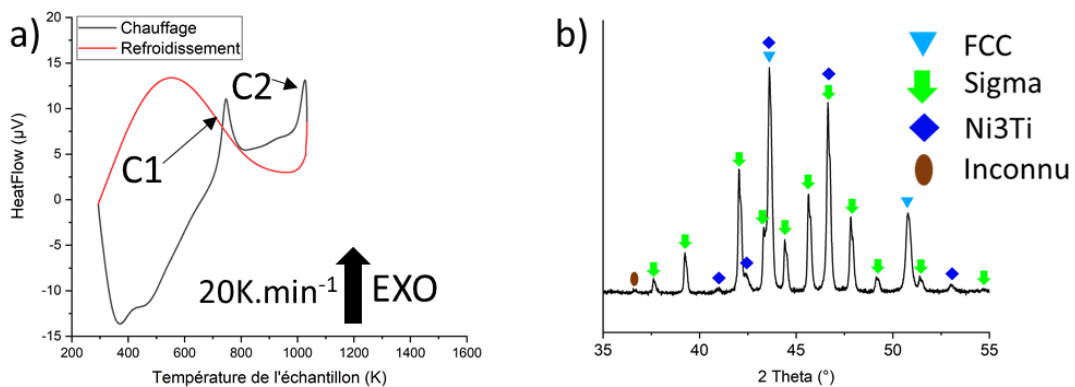 a)
HeatFlow (µV)
20
15
10
5
0
-5
-10
-15
Chauffage
Refroidissement
C2
C1
20K.min-1
EXO
200 400 600 800 1000 1200 1400 1600
Température de l'échantillon (K)
b)
FCC
Sigma
Ni3Ti
Inconnu
35 40 45 50 55
2 Theta (°)